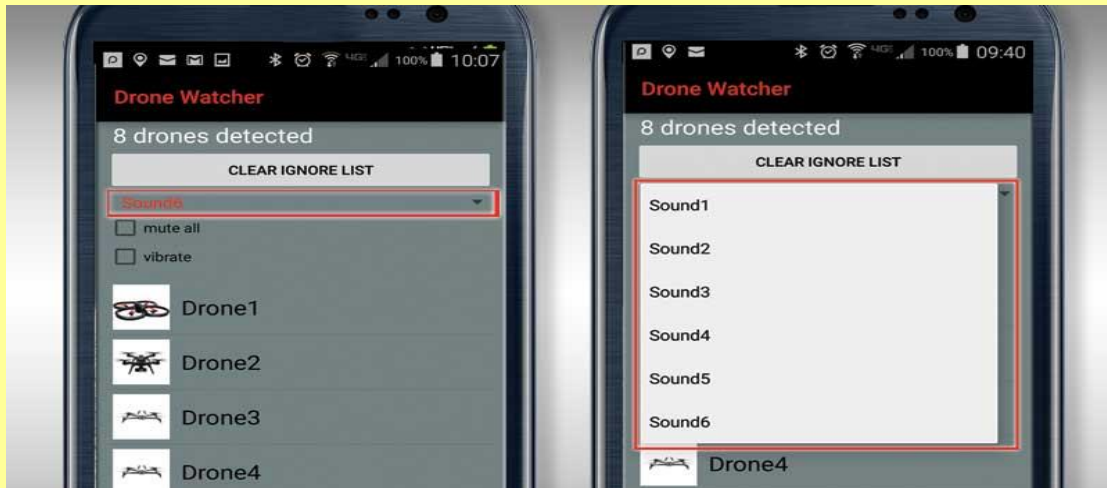 100% 10:07
Drone Watcher
8 drones detected
CLEAR IGNORE LIST
Sound6
mute all
vibrate
Drone1
Drone2
Drone3
Drone4
4G 100% 09:40
Drone Watcher
8 drones detected
CLEAR IGNORE LIST
Sound1
Sound2
Sound3
Sound4
Sound5
Sound6
Drone4